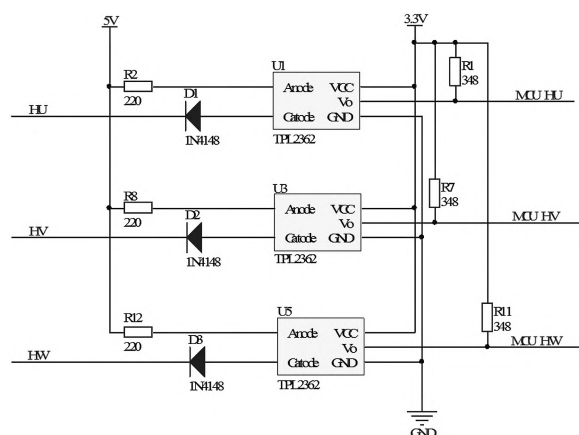 5V
3.3V
U1
R2
220
D1
1N4148
HU
Anode
VCC
Vo
Catode
GND
TPL2362
R1
348
MCU HU
U3
R8
220
D2
1N4148
HV
Anode
VCC
Vo
Catode
GND
TPL2362
R7
348
MCU HV
U5
R12
220
D3
1N4148
HW
Anode
VCC
Vo
Catode
GND
TPL2362
R11
348
MCU HW
GND